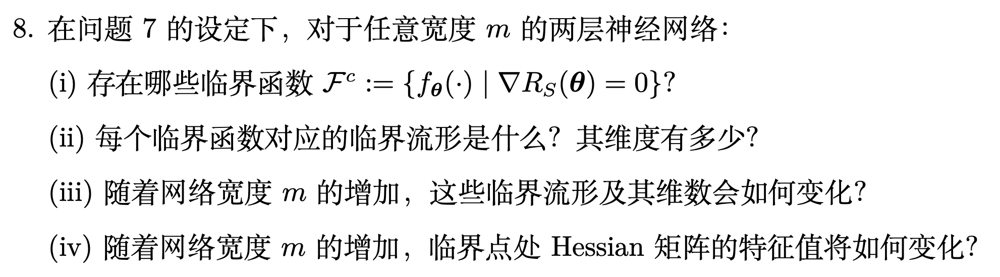 8. 在问题 7 的设定下，对于任意宽度 m 的两层神经网络：
(i) 存在哪些临界函数 $\mathcal{F}^c := \{f_{\boldsymbol{\theta}}(\cdot) \mid \nabla R_S(\boldsymbol{\theta}) = 0\}$?
(ii) 每个临界函数对应的临界流形是什么？其维度有多少？
(iii) 随着网络宽度 m 的增加，这些临界流形及其维数会如何变化？
(iv) 随着网络宽度 m 的增加，临界点处 Hessian 矩阵的特征值将如何变化？